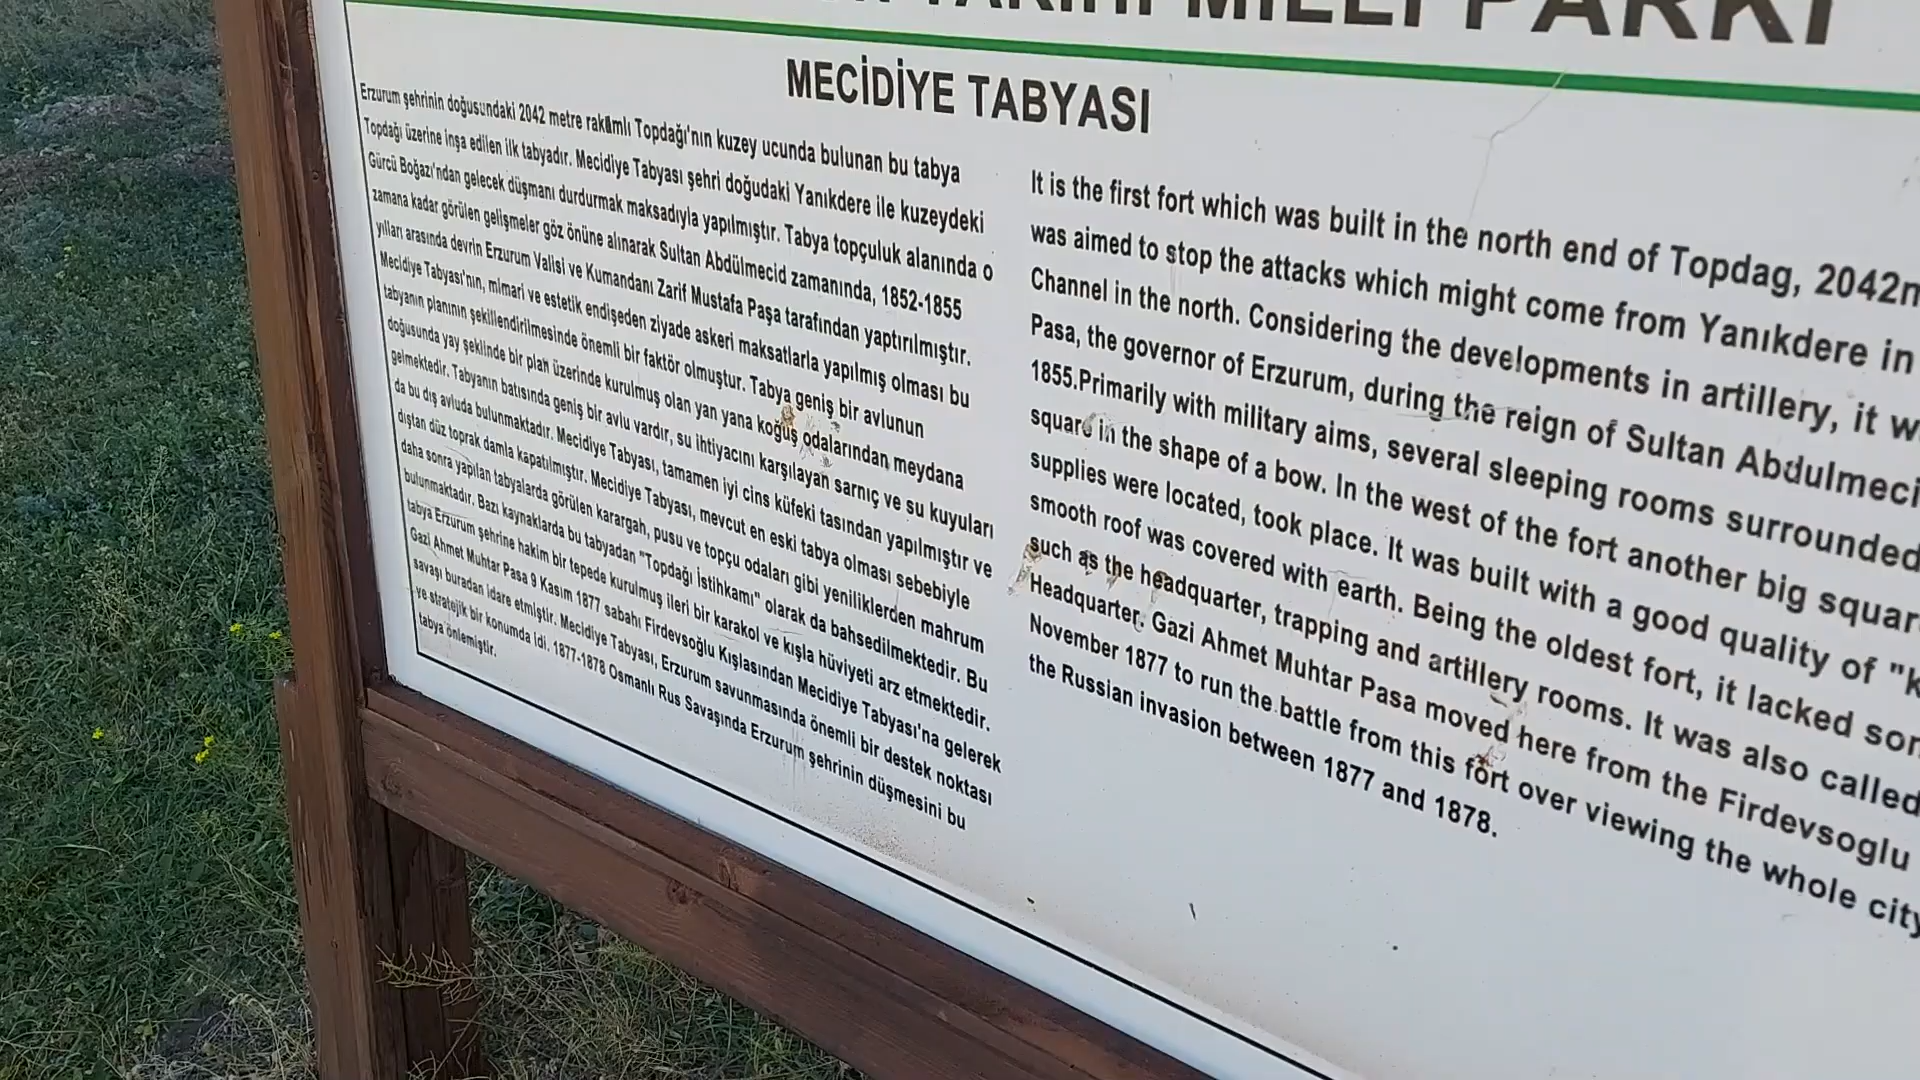 TARİHİ MİLLİ PARKI
MECİDİYE TABYASI
Erzurum şehrinin doğusundaki 2042 metre rakımlı Topdağı'nın kuzey ucunda bulunan bu tabya
Topdağı üzerine inşa edilen ilk tabyadır. Mecidiye Tabyası şehri doğudaki Yanıkdere ile kuzeydeki
Gürcü Boğazı'ndan gelecek düşmanı durdurmak maksadıyla yapılmıştır. Tabya topçuluk alanında o
zamana kadar görülen gelişmeler göz önüne alınarak Sultan Abdülmecid zamanında, 1852-1855
yılları arasında devrin Erzurum Valisi ve Kumandanı Zarif Mustafa Paşa tarafından yaptırılmıştır.
Mecidiye Tabyası'nın, mimari ve estetik endişeden ziyade askeri maksatlarla yapılmış olması bu
tabyanın planının şekillendirilmesinde önemli bir faktör olmuştur. Tabya geniş bir avlunun
doğusunda yay şeklinde bir plan üzerinde kurulmuş olan yan yana koğuş odalarından meydana
gelmektedir. Tabyanın batısında geniş bir avlu vardır, su ihtiyacını karşılayan sarnıç ve su kuyuları
da bu dış avluda bulunmaktadır. Mecidiye Tabyası, tamamen iyi cins küfeki tasından yapılmıştır ve
dıştan düz toprak damla kapatılmıştır. Mecidiye Tabyası, mevcut en eski tabya olması sebebiyle
daha sonra yapılan tabyalarda görülen karargah, pusu ve topçu odaları gibi yeniliklerden mahrum
bulunmaktadır. Bazı kaynaklarda bu tabyadan "Topdağı İstihkamı" olarak da bahsedilmektedir. Bu
tabya Erzurum şehrine hakim bir tepede kurulmuş ileri bir karakol ve kışla hüviyeti arz etmektedir.
Gazi Ahmet Muhtar Pasa 9 Kasım 1877 sabahı Firdevsoğlu Kışlasından Mecidiye Tabyası'na gelerek
savaşı buradan idare etmiştir. Mecidiye Tabyası, Erzurum savunmasında önemli bir destek noktası
ve stratejik bir konumda idi. 1877-1878 Osmanlı Rus Savaşında Erzurum şehrinin düşmesini bu
tabya önlemiştir.
It is the first fort which was built in the north end of Topdag, 2042m
was aimed to stop the attacks which might come from Yanıkdere in
Channel in the north. Considering the developments in artillery, it w
Pasa, the governor of Erzurum, during the reign of Sultan Abdulmeci
1855.Primarily with military aims, several sleeping rooms surrounded
square in the shape of a bow. In the west of the fort another big squar
supplies were located, took place. It was built with a good quality of "k
smooth roof was covered with earth. Being the oldest fort, it lacked som
such as the headquarter, trapping and artillery rooms. It was also called
Headquarter. Gazi Ahmet Muhtar Pasa moved here from the Firdevsoglu
November 1877 to run the battle from this fort over viewing the whole city
the Russian invasion between 1877 and 1878.